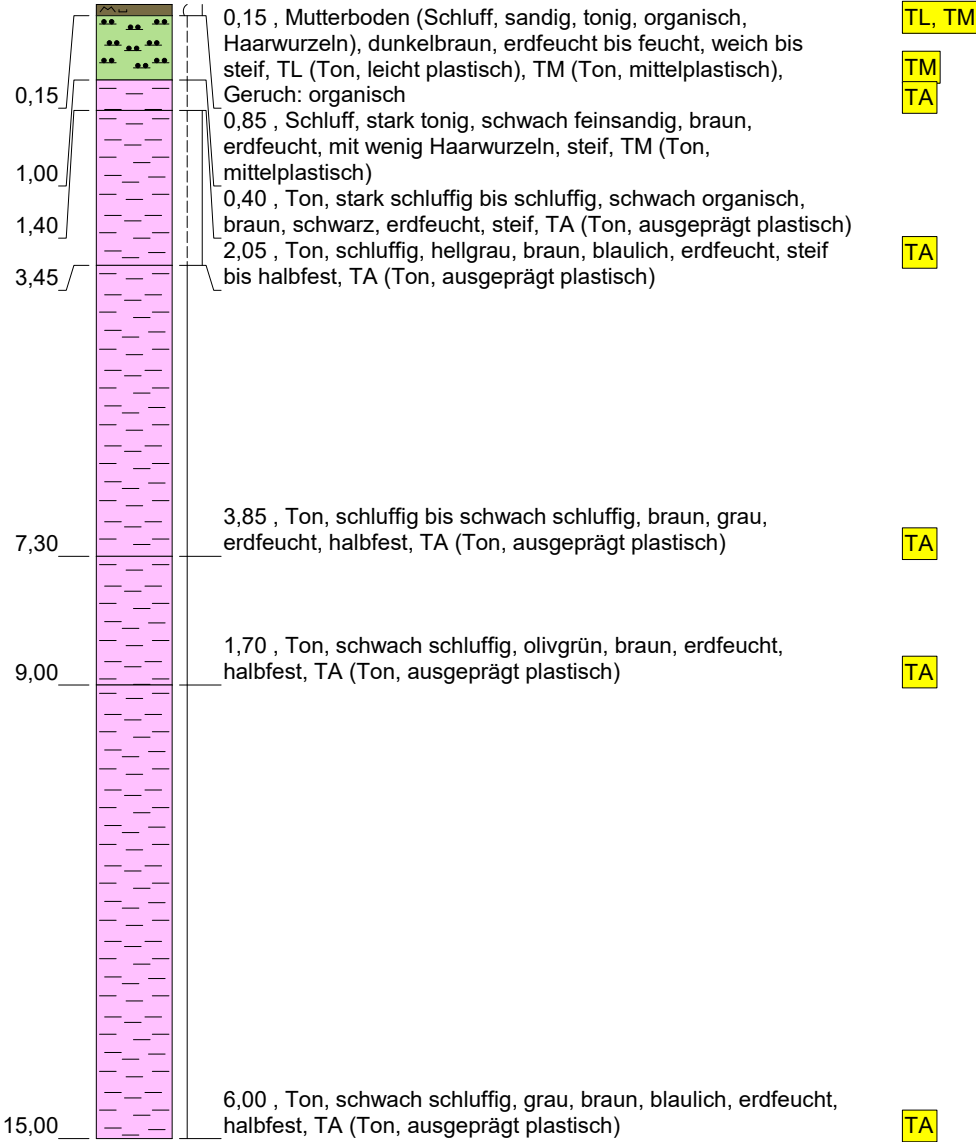 0,15 , Mutterboden (Schluff, sandig, tonig, organisch,
TL, TM
Haarwurzeln), dunkelbraun, erdfeucht bis feucht, weich bis
steif, TL (Ton, leicht plastisch), TM (Ton, mittelplastisch),
TM
0,15
Geruch: organisch
TA
0,85 , Schluff, stark tonig, schwach feinsandig, braun,
erdfeucht, mit wenig Haarwurzeln, steif, TM (Ton,
1,00
mittelplastisch)
0,40 , Ton, stark schluffig bis schluffig, schwach organisch,
1,40
braun, schwarz, erdfeucht, steif, TA (Ton, ausgeprägt plastisch)
2,05 , Ton, schluffig, hellgrau, braun, blaulich, erdfeucht, steif
TA
3,45
bis halbfest, TA (Ton, ausgeprägt plastisch)
3,85 , Ton, schluffig bis schwach schluffig, braun, grau,
7,30
erdfeucht, halbfest, TA (Ton, ausgeprägt plastisch)
TA
1,70 , Ton, schwach schluffig, olivgrün, braun, erdfeucht,
9,00
halbfest, TA (Ton, ausgeprägt plastisch)
TA
6,00 , Ton, schwach schluffig, grau, braun, blaulich, erdfeucht,
15,00
halbfest, TA (Ton, ausgeprägt plastisch)
TA